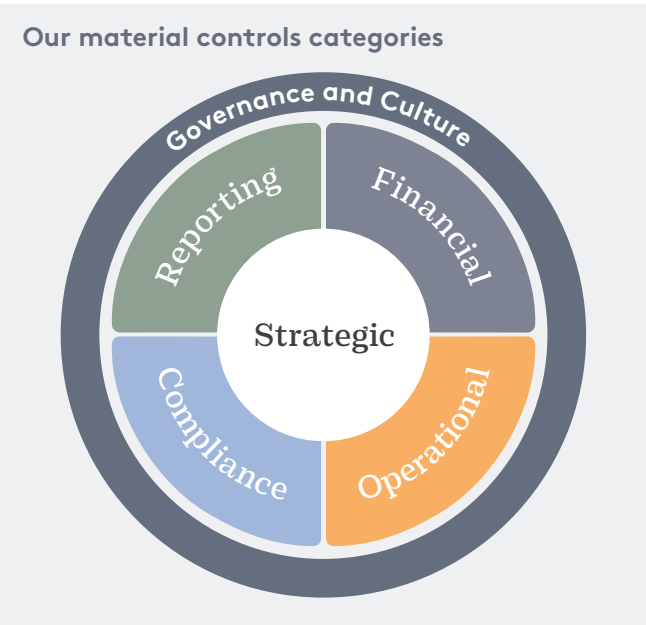 Our material controls categories
Governance and Culture
Reporting
Financial
Strategic
Compliance
Operational